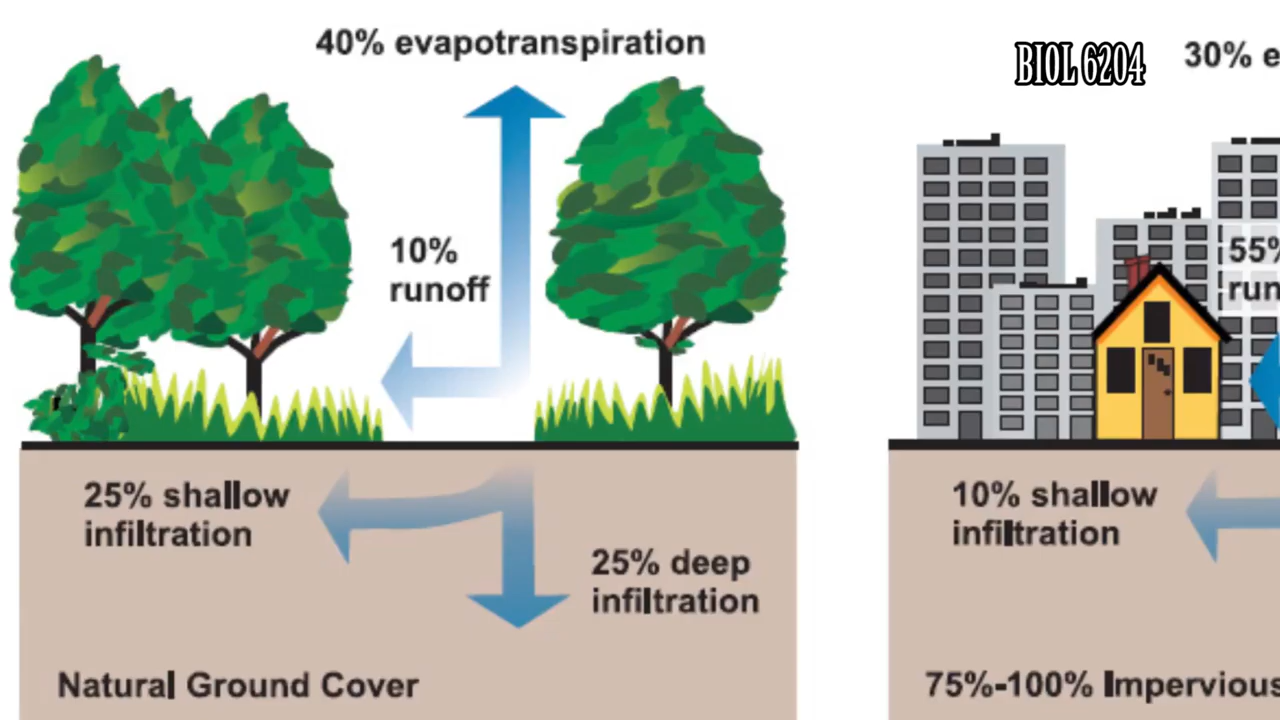 40% evapotranspiration
10%
runoff
25% shallow
infiltration
25% deep
infiltration
Natural Ground Cover
BIOL 6204
30%
55%
10% shallow
infiltration
75%-100% Impervious